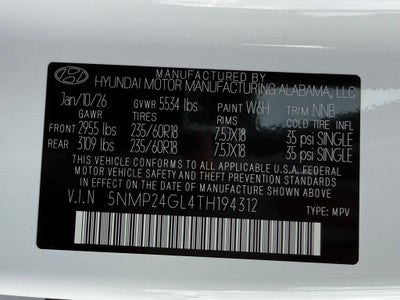 MANUFACTURED BY
HYUNDAI MOTOR MANUFACTURING ALABAMA, LLC
Jan/10/26 GVWR 5534 lbs PAINT W6H TRIM NNB
GAWR TIRES RIMS COLD TIRE INF PRES
FRONT 2955 lbs 235/60R18 7.5JX18 35 psi SINGLE
REAR 3109 lbs 235/60R18 7.5JX18 35 psi SINGLE
THIS VEHICLE CONFORMS TO ALL APPLICABLE FEDERAL
MOTOR VEHICLE SAFETY AND THEFT PREVENTION STANDARDS
IN EFFECT ON THE DATE OF MANUFACTURE SHOWN ABOVE.
V.I.N 5NMP24GL4TH194312 TYPE: MPV